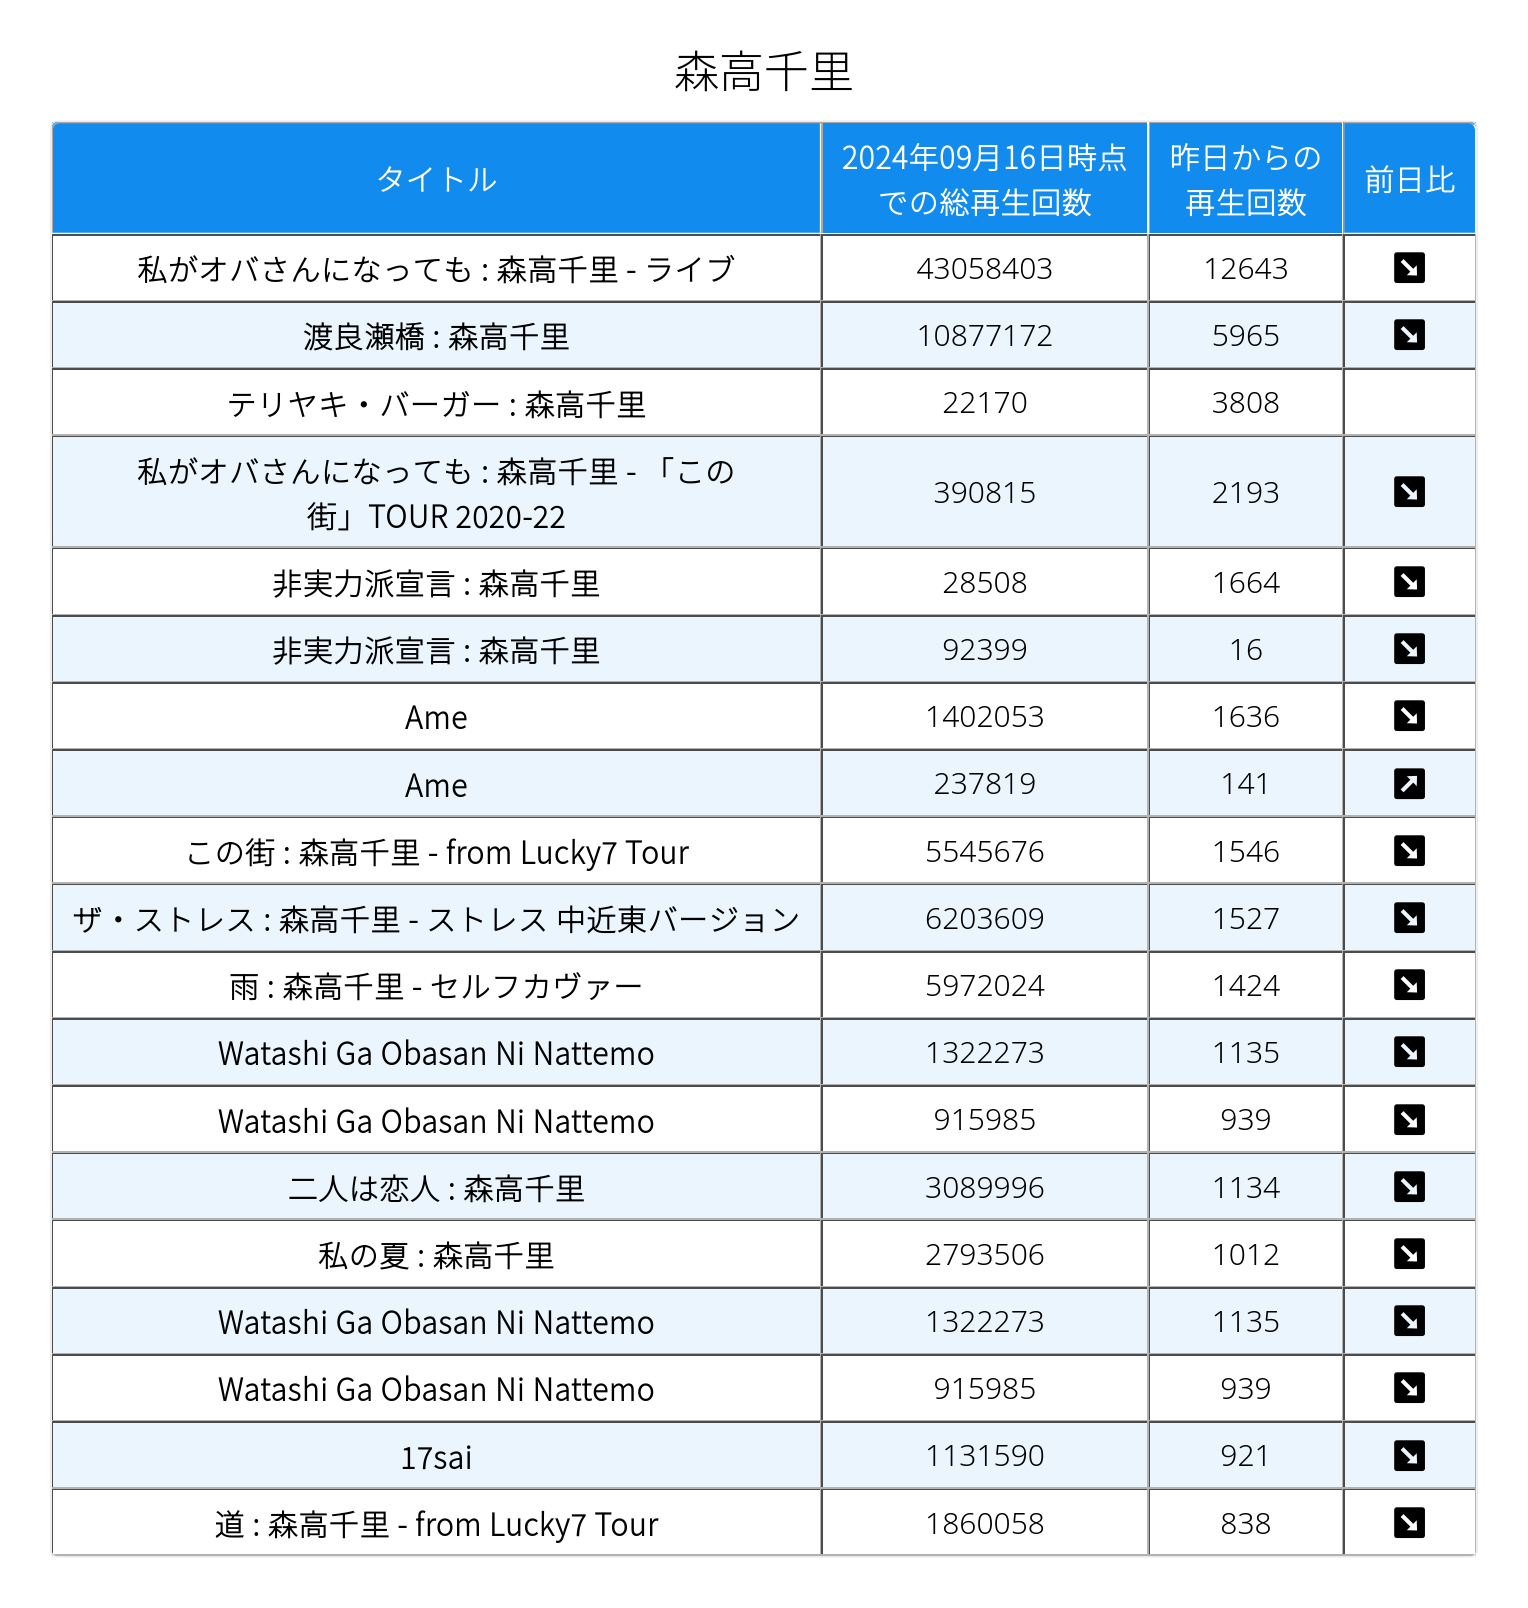 森高千里
タイトル
2024年09月16日時点
での総再生回数
昨日からの
再生回数
前日比
私がオバさんになっても : 森高千里 - ライブ 43058403 12643
渡良瀬橋 : 森高千里 10877172 5965
テリヤキ・バーガー : 森高千里 22170 3808
私がオバさんになっても : 森高千里 - 「この
街」TOUR 2020-22 390815 2193
非実力派宣言 : 森高千里 28508 1664
非実力派宣言 : 森高千里 92399 16
Ame 1402053 1636
Ame 237819 141
この街 : 森高千里 - from Lucky7 Tour 5545676 1546
ザ・ストレス : 森高千里 - ストレス 中近東バージョン 6203609 1527
雨 : 森高千里 - セルフカヴァー 5972024 1424
Watashi Ga Obasan Ni Nattemo 1322273 1135
Watashi Ga Obasan Ni Nattemo 915985 939
二人は恋人 : 森高千里 3089996 1134
私の夏 : 森高千里 2793506 1012
Watashi Ga Obasan Ni Nattemo 1322273 1135
Watashi Ga Obasan Ni Nattemo 915985 939
17sai 1131590 921
道 : 森高千里 - from Lucky7 Tour 1860058 838